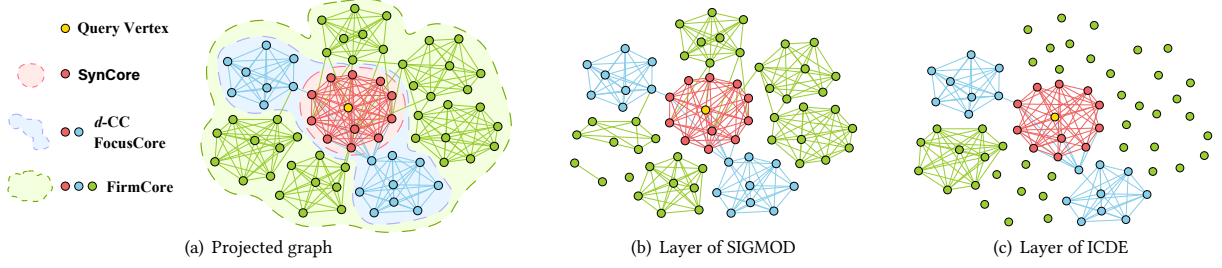 Query Vertex
SynCore
d-CC
FocusCore
FirmCore
(a) Projected graph
(b) Layer of SIGMOD
(c) Layer of ICDE